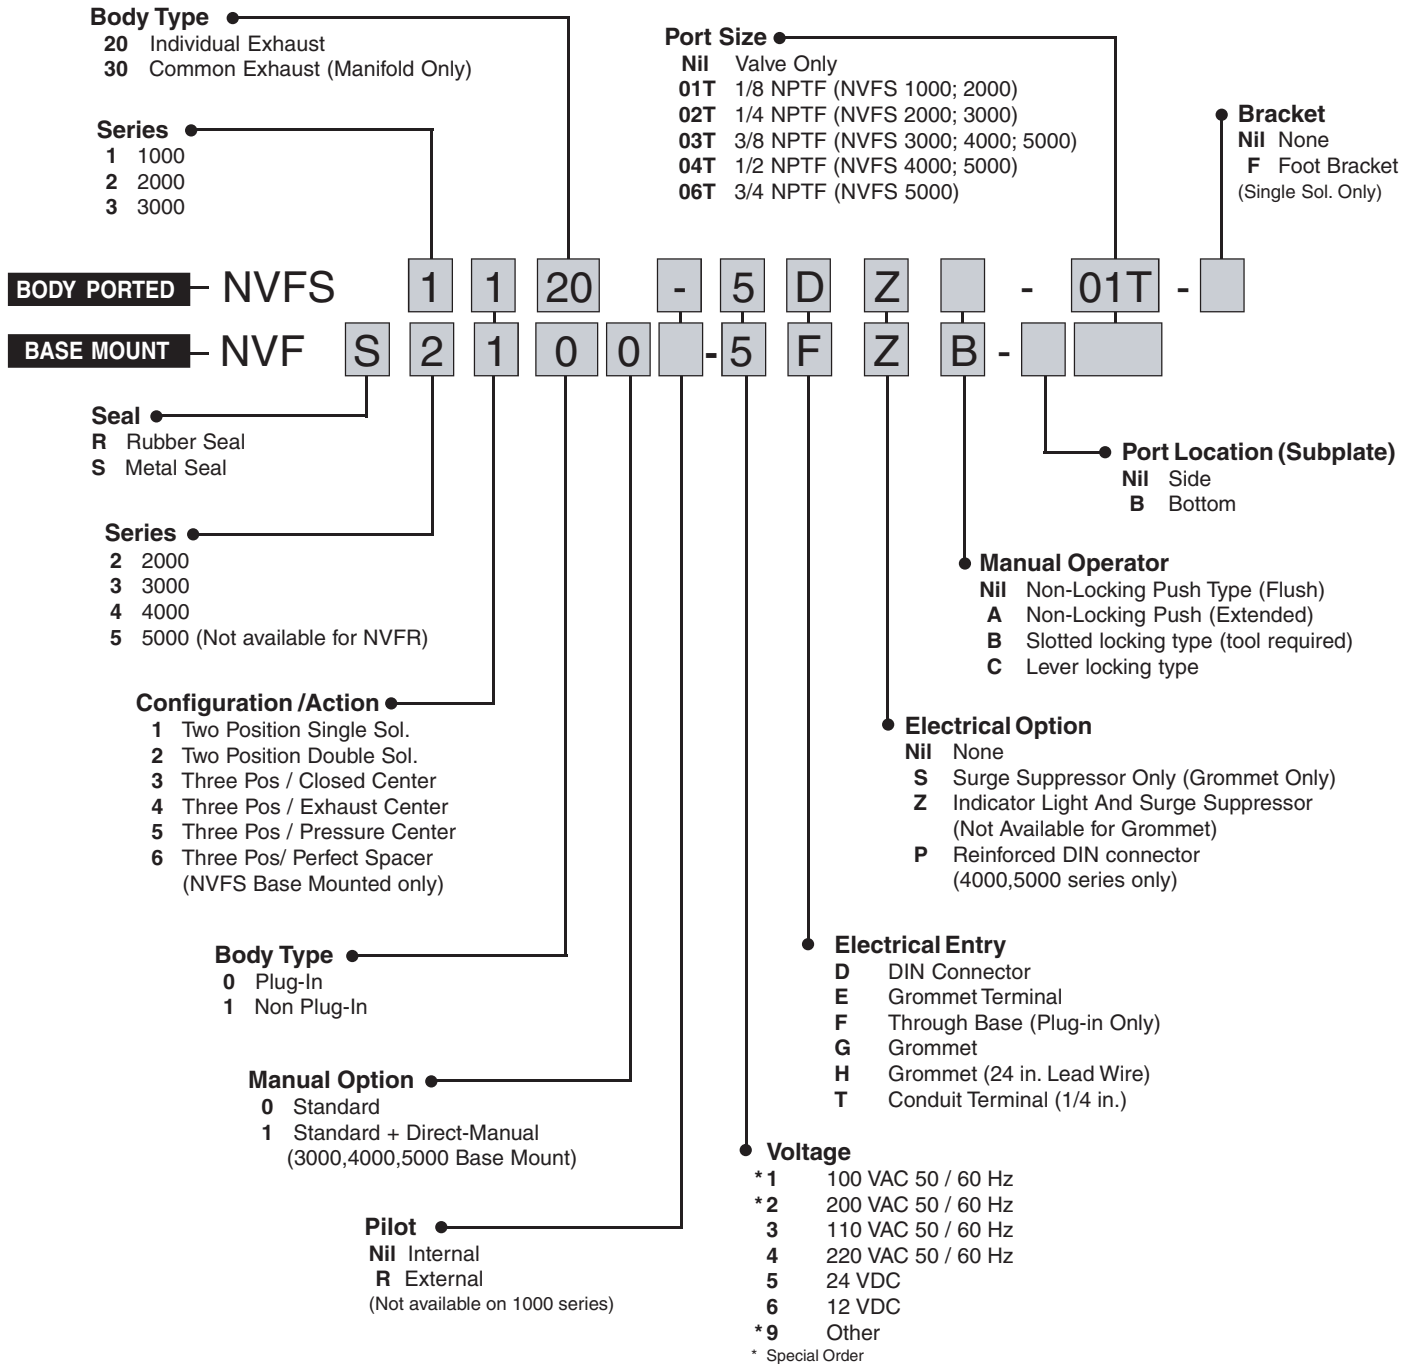 Body Type
20 Individual Exhaust
30 Common Exhaust (Manifold Only)
Series
1 1000
2 2000
3 3000
Port Size
Nil Valve Only
01T 1/8 NPTF (NVFS 1000; 2000)
02T 1/4 NPTF (NVFS 2000; 3000)
03T 3/8 NPTF (NVFS 3000; 4000; 5000)
04T 1/2 NPTF (NVFS 4000; 5000)
06T 3/4 NPTF (NVFS 5000)
Bracket
Nil None
F Foot Bracket
(Single Sol. Only)
BODY PORTED NVFS 1 1 20 - 5 D Z - 01T -
BASE MOUNT NVF S 2 1 0 0 - 5 F Z B -
Seal
R Rubber Seal
S Metal Seal
Series
2 2000
3 3000
4 4000
5 5000 (Not available for NVFR)
Configuration /Action
1 Two Position Single Sol.
2 Two Position Double Sol.
3 Three Pos / Closed Center
4 Three Pos / Exhaust Center
5 Three Pos / Pressure Center
6 Three Pos/ Perfect Spacer
(NVFS Base Mounted only)
Body Type
0 Plug-In
1 Non Plug-In
Manual Option
0 Standard
1 Standard + Direct-Manual
(3000,4000,5000 Base Mount)
Pilot
Nil Internal
R External
(Not available on 1000 series)
Port Location (Subplate)
Nil Side
B Bottom
Manual Operator
Nil Non-Locking Push Type (Flush)
A Non-Locking Push (Extended)
B Slotted locking type (tool required)
C Lever locking type
Electrical Option
Nil None
S Surge Suppressor Only (Grommet Only)
Z Indicator Light And Surge Suppressor
(Not Available for Grommet)
P Reinforced DIN connector
(4000,5000 series only)
Electrical Entry
D DIN Connector
E Grommet Terminal
F Through Base (Plug-in Only)
G Grommet
H Grommet (24 in. Lead Wire)
T Conduit Terminal (1/4 in.)
Voltage
* 1 100 VAC 50 / 60 Hz
* 2 200 VAC 50 / 60 Hz
3 110 VAC 50 / 60 Hz
4 220 VAC 50 / 60 Hz
5 24 VDC
6 12 VDC
* 9 Other
* Special Order